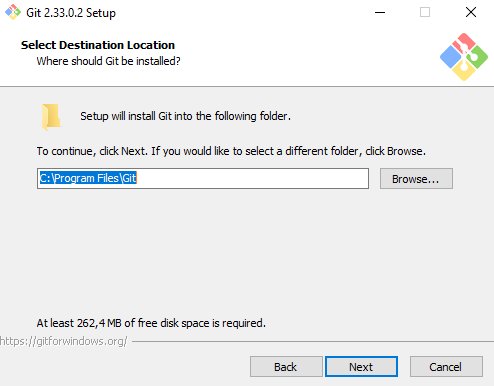 Git 2.33.0.2 Setup
Select Destination Location
Where should Git be installed?
Setup will install Git into the following folder.
To continue, click Next. If you would like to select a different folder, click Browse.
C:\Program Files\Git
Browse...
At least 262,4 MB of free disk space is required.
https://gitforwindows.org/
Back
Next
Cancel